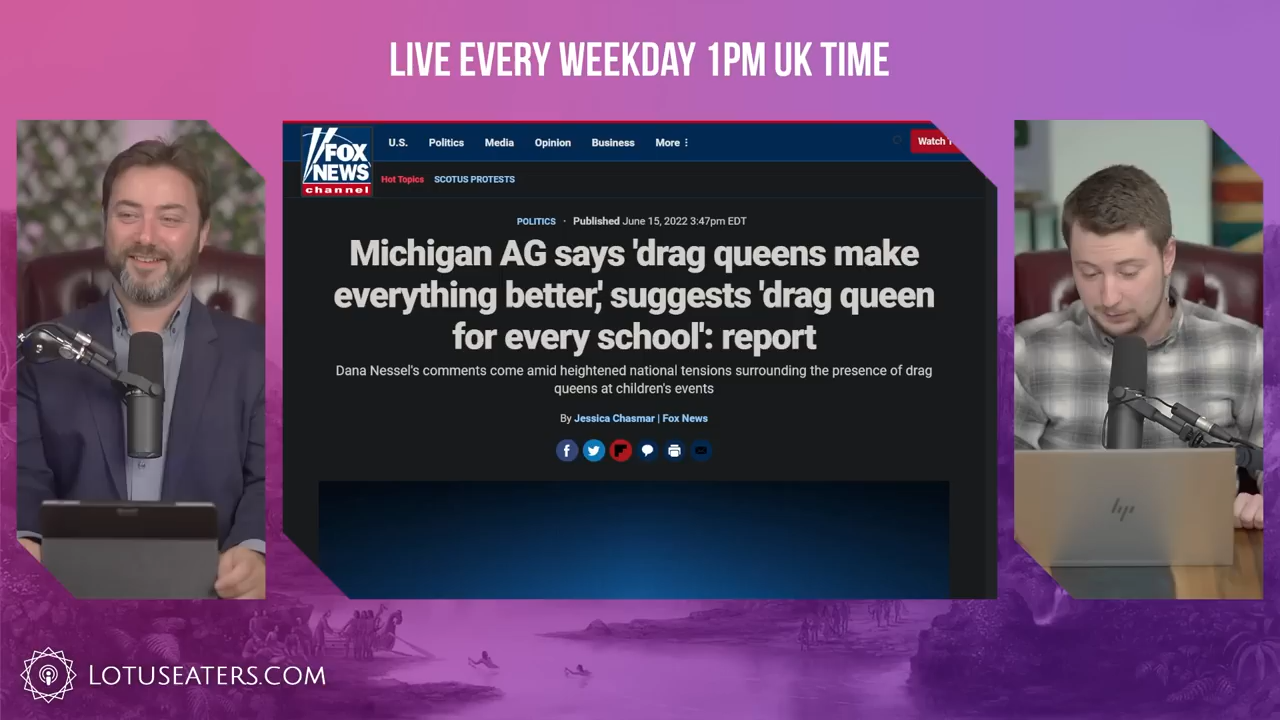 LIVE EVERY WEEKDAY 1PM UK TIME
FOX
NEWS
channel
U.S. Politics Media Opinion Business More
Watch
Hot Topics SCOTUS PROTESTS
POLITICS · Published June 15, 2022 3:47pm EDT
Michigan AG says 'drag queens make
everything better,' suggests 'drag queen
for every school': report
Dana Nessel's comments come amid heightened national tensions surrounding the presence of drag
queens at children's events
By Jessica Chasmar | Fox News
hp
LOTUSEATERS.COM